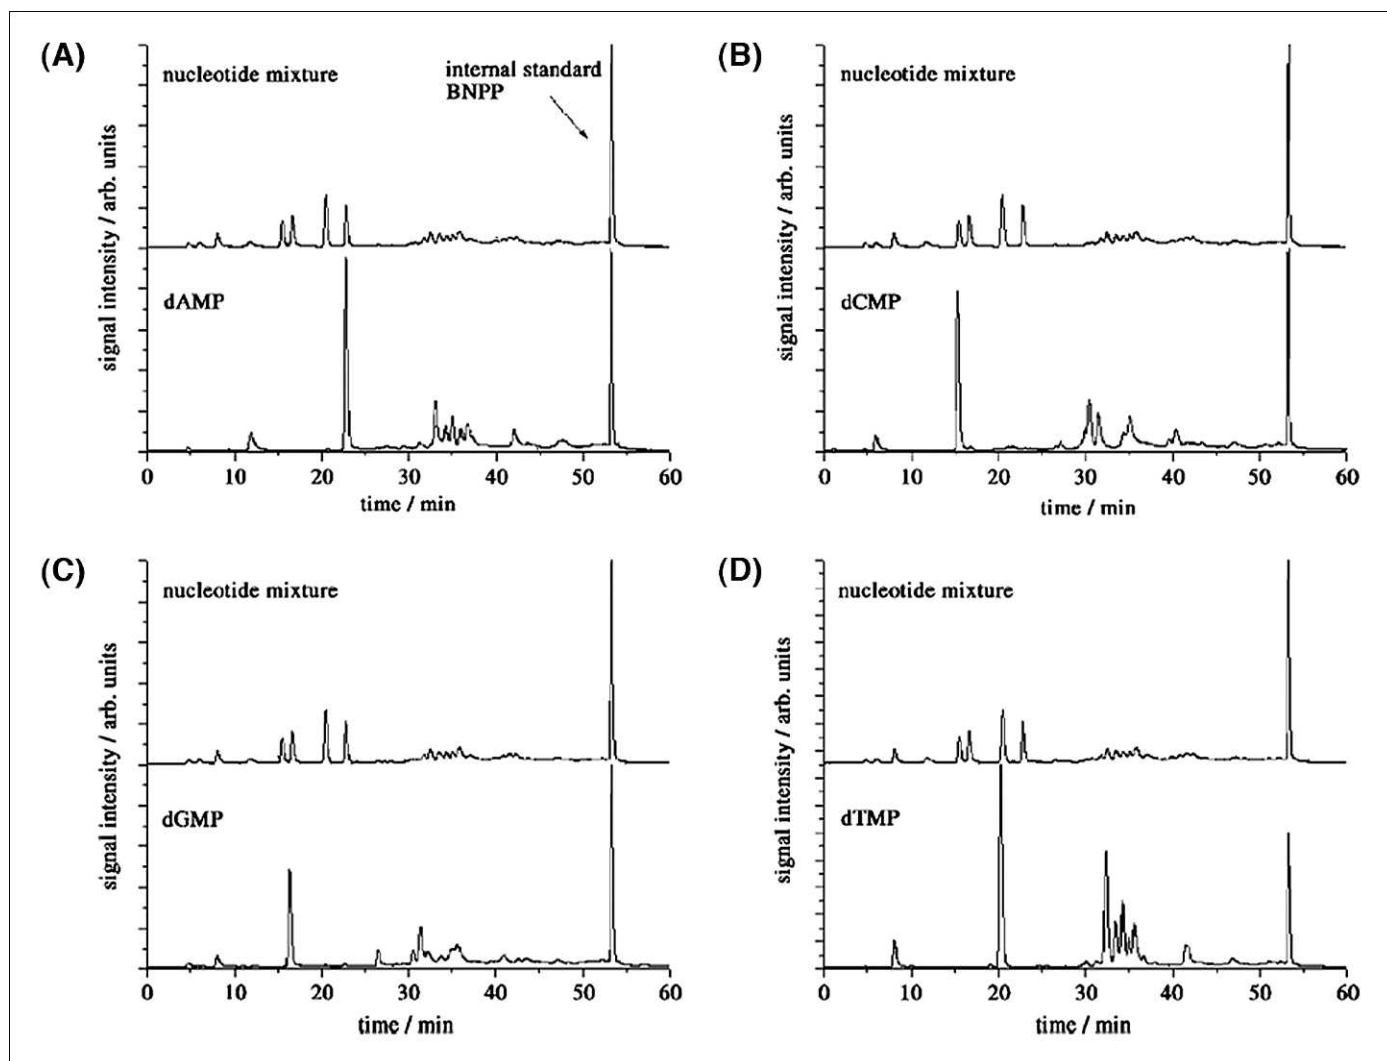 (A)
nucleotide mixture
internal standard
BNPP
dAMP
signal intensity / arb. units
0 10 20 30 40 50 60
time / min
(B)
nucleotide mixture
dCMP
signal intensity / arb. units
0 10 20 30 40 50 60
time / min
(C)
nucleotide mixture
dGMP
signal intensity / arb. units
0 10 20 30 40 50 60
time / min
(D)
nucleotide mixture
dTMP
signal intensity / arb. units
0 10 20 30 40 50 60
time / min